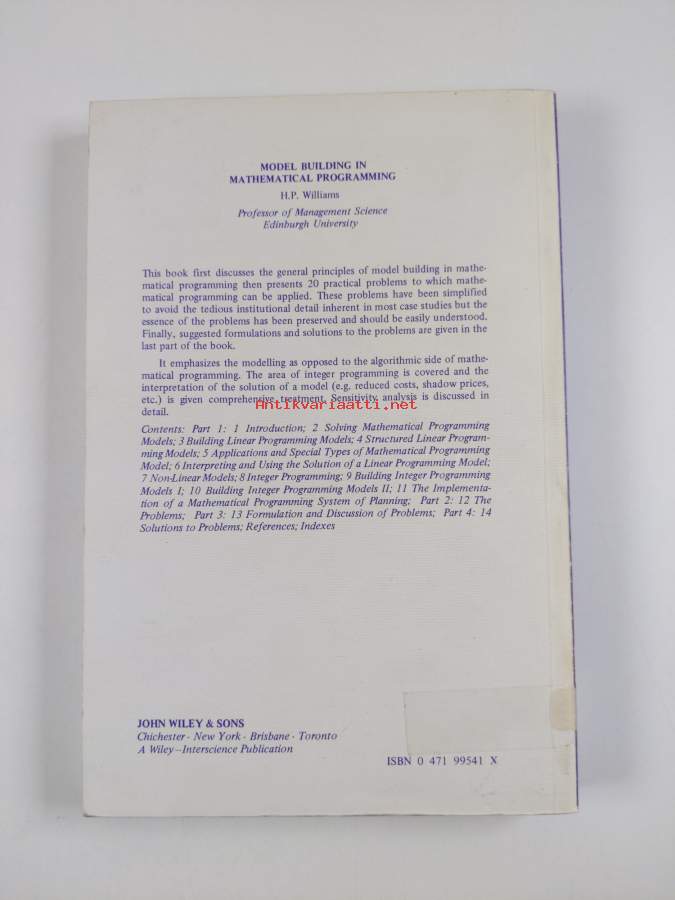 MODEL BUILDING IN
MATHEMATICAL PROGRAMMING
H.P. Williams
Professor of Management Science
Edinburgh University
This book first discusses the general principles of model building in mathe-
matical programming then presents 20 practical problems to which mathe-
matical programming can be applied. These problems have been simplified
to avoid the tedious institutional detail inherent in most case studies but the
essence of the problems has been preserved and should be easily understood.
Finally, suggested formulations and solutions to the problems are given in the
last part of the book.
It emphasizes the modelling as opposed to the algorithmic side of mathe-
matical programming. The area of integer programming is covered and the
interpretation of the solution of a model (e.g. reduced costs, shadow prices,
etc.) is given comprehensive treatment. Sensitivity analysis is discussed in
Antikvariaatti.net
detail.
Contents: Part 1: 1 Introduction; 2 Solving Mathematical Programming
Models; 3 Building Linear Programming Models; 4 Structured Linear Program-
ming Models; 5 Applications and Special Types of Mathematical Programming
Model; 6 Interpreting and Using the Solution of a Linear Programming Model;
7 Non-Linear Models; 8 Integer Programming; 9 Building Integer Programming
Models I; 10 Building Integer Programming Models II; 11 The Implementa-
tion of a Mathematical Programming System of Planning; Part 2: 12 The
Problems; Part 3: 13 Formulation and Discussion of Problems; Part 4: 14
Solutions to Problems; References; Indexes
JOHN WILEY & SONS
Chichester · New York · Brisbane · Toronto
A Wiley–Interscience Publication
ISBN 0 471 99541 X